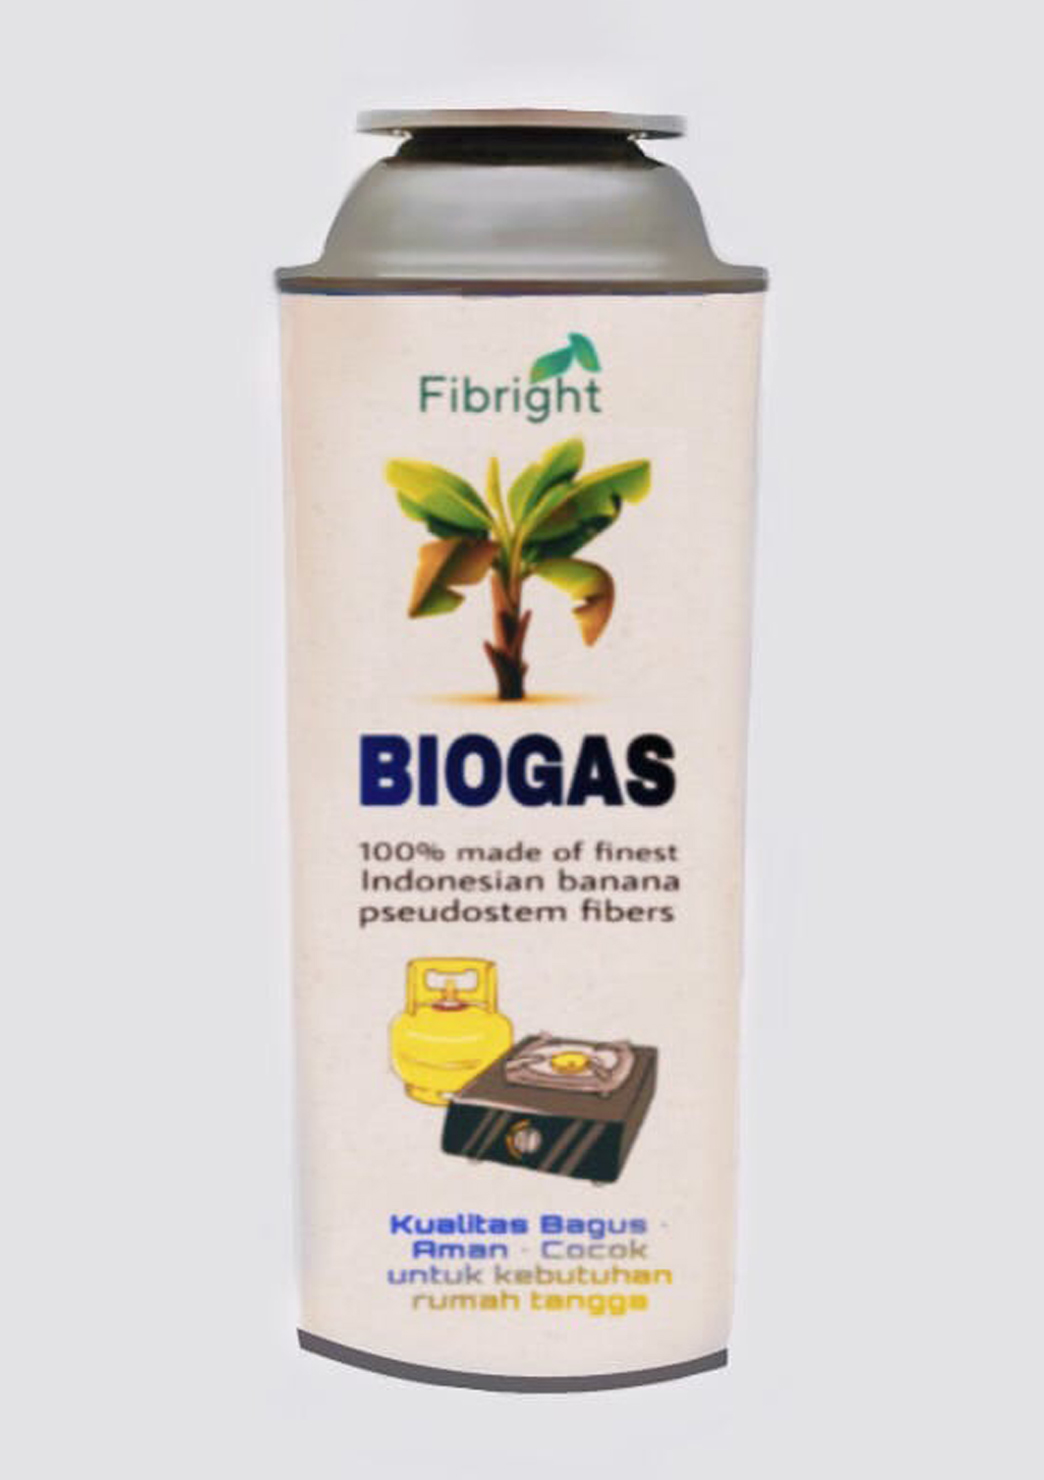 Fibright
BIOGAS
100% made of finest
Indonesian banana
pseudostem fibers
Kualitas Bagus ·
Aman · Cocok
untuk kebutuhan
rumah tangga